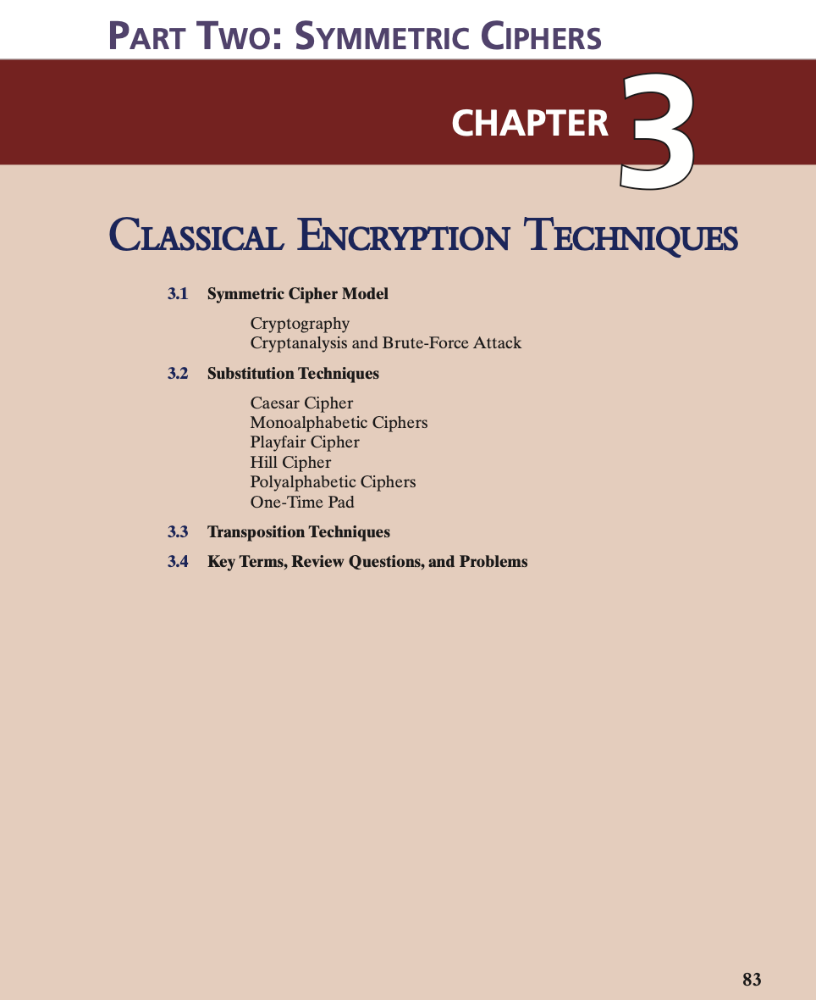 PART TWO: SYMMETRIC CIPHERS
CHAPTER 3
CLASSICAL ENCRYPTION TECHNIQUES
3.1 Symmetric Cipher Model
Cryptography
Cryptanalysis and Brute-Force Attack
3.2 Substitution Techniques
Caesar Cipher
Monoalphabetic Ciphers
Playfair Cipher
Hill Cipher
Polyalphabetic Ciphers
One-Time Pad
3.3 Transposition Techniques
3.4 Key Terms, Review Questions, and Problems
83